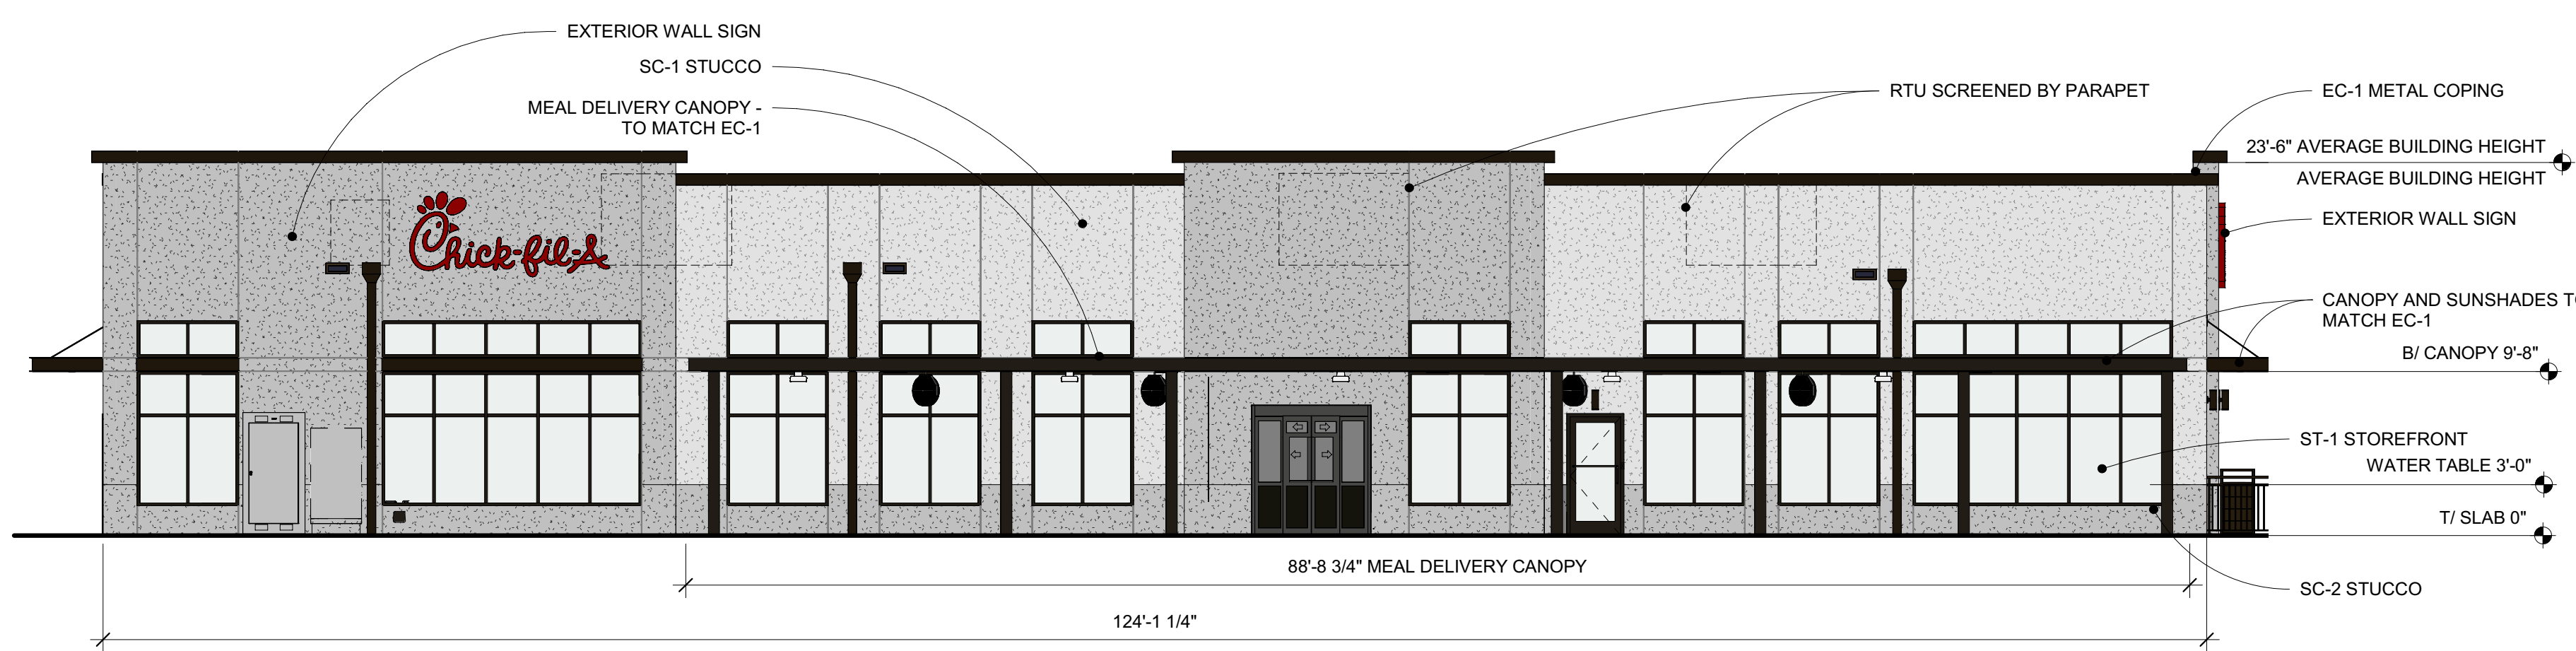 EXTERIOR WALL SIGN
SC-1 STUCCO
MEAL DELIVERY CANOPY -
TO MATCH EC-1
RTU SCREENED BY PARAPET
EC-1 METAL COPING
23'-6" AVERAGE BUILDING HEIGHT
AVERAGE BUILDING HEIGHT
EXTERIOR WALL SIGN
Chick-fil-A
CANOPY AND SUNSHADES TO
MATCH EC-1
B/ CANOPY 9'-8"
ST-1 STOREFRONT
WATER TABLE 3'-0"
T/ SLAB 0"
88'-8 3/4" MEAL DELIVERY CANOPY
SC-2 STUCCO
124'-1 1/4"